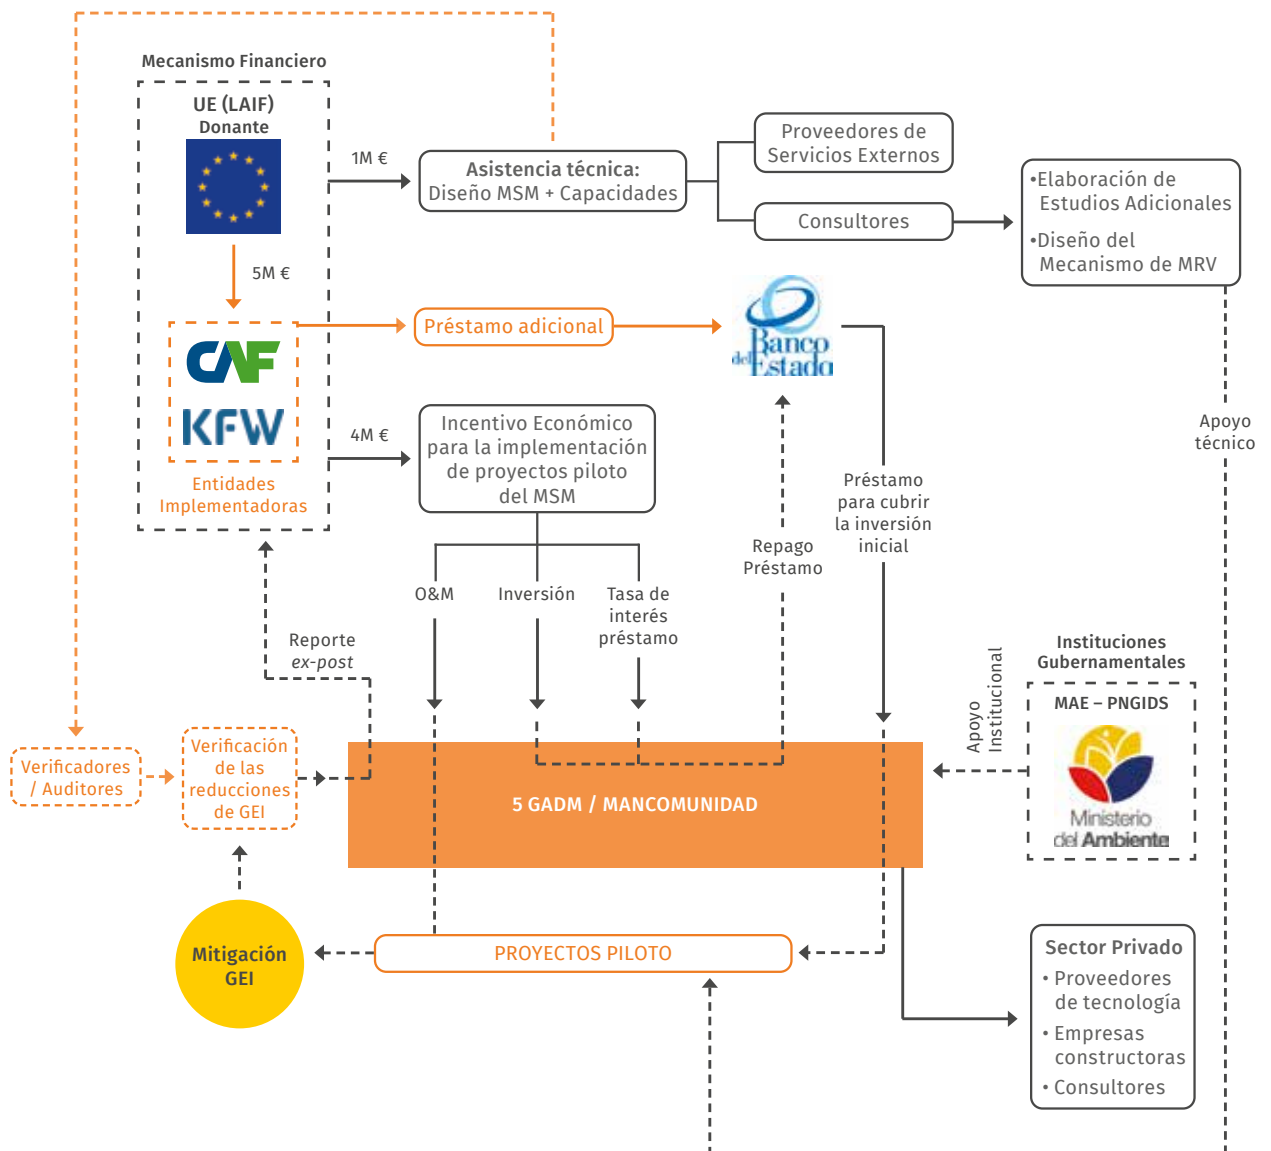 Mecanismo Financiero
UE (LAIF)
Donante
1M €
5M €
CAF
KFW
Entidades
Implementadoras
4M €
Asistencia técnica:
Diseño MSM + Capacidades
Proveedores de
Servicios Externos
Consultores
•Elaboración de
Estudios Adicionales
•Diseño del
Mecanismo de MRV
Préstamo adicional
Banco
del Estado
Incentivo Económico
para la implementación
de proyectos piloto
del MSM
O&M
Inversión
Tasa de
interés
préstamo
Repago
Préstamo
Préstamo
para cubrir
la inversión
inicial
Apoyo
técnico
Reporte
ex-post
Instituciones
Gubernamentales
MAE – PNGIDS
Ministerio
del Ambiente
Apoyo
Institucional
Verificadores
/ Auditores
Verificación
de las
reducciones
de GEI
5 GADM / MANCOMUNIDAD
Mitigación
GEI
PROYECTOS PILOTO
Sector Privado
• Proveedores
de tecnología
• Empresas
constructoras
• Consultores